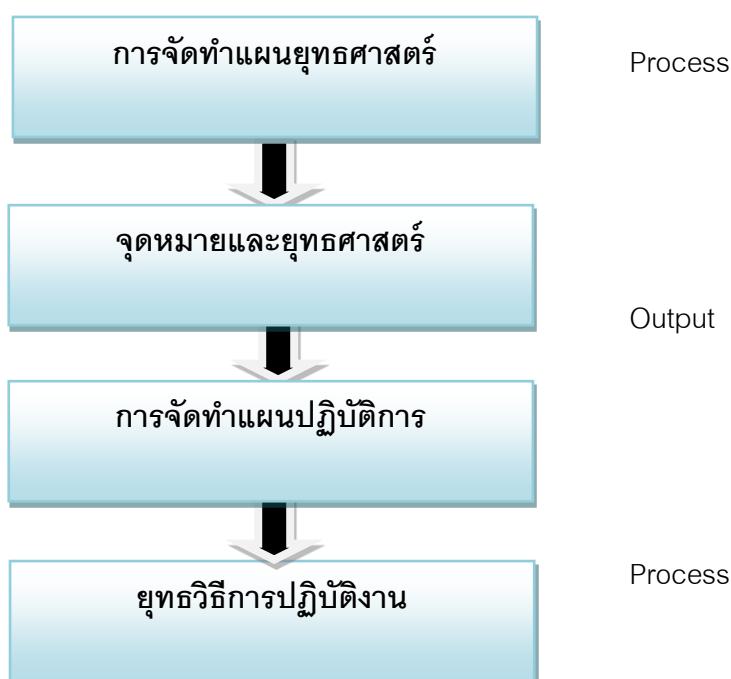 การจัดทำแผนยุทธศาสตร์
Process
จุดหมายและยุทธศาสตร์
Output
การจัดทำแผนปฏิบัติการ
Process
ยุทธวิธีการปฏิบัติงาน